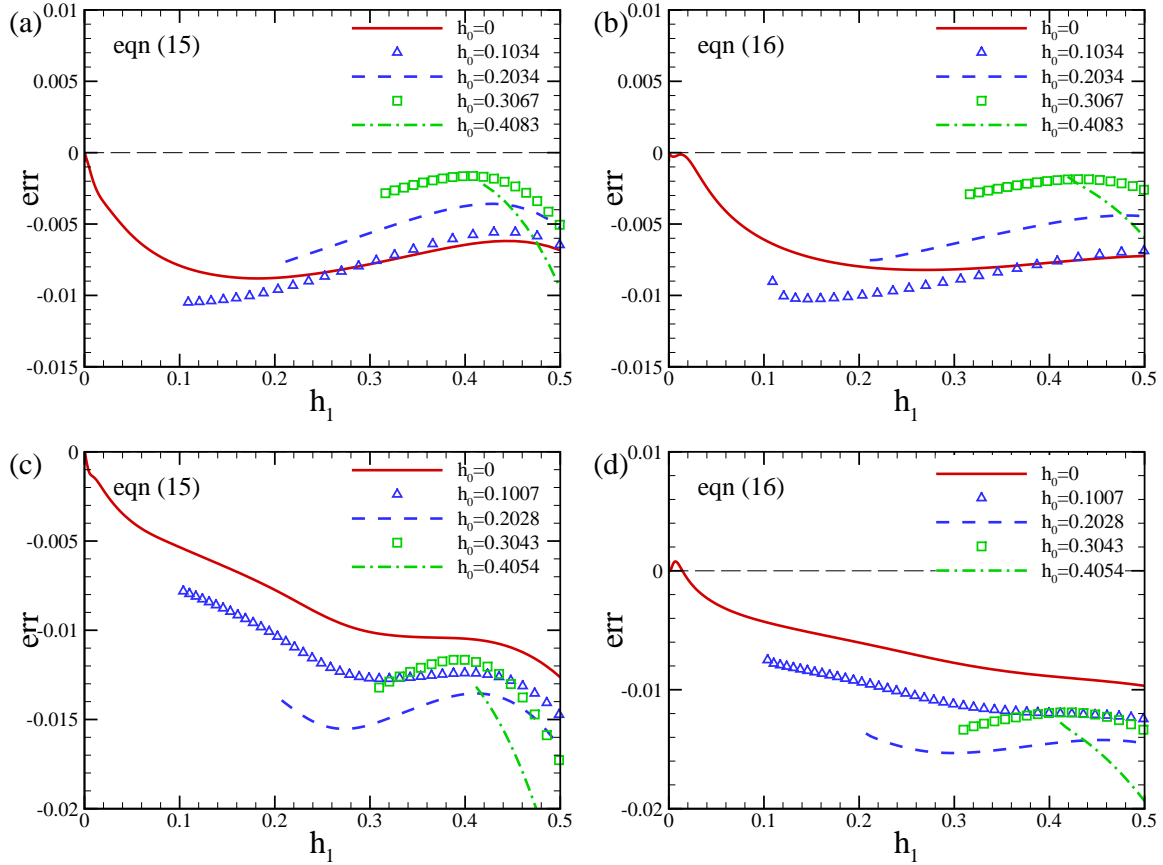 (a)
eqn (15)
h0=0
h0=0.1034
h0=0.2034
h0=0.3067
h0=0.4083
0.01
0.005
0
-0.005
-0.01
-0.015
err
0 0.1 0.2 0.3 0.4 0.5
h1
(b)
eqn (16)
h0=0
h0=0.1034
h0=0.2034
h0=0.3067
h0=0.4083
0.01
0.005
0
-0.005
-0.01
-0.015
err
0 0.1 0.2 0.3 0.4 0.5
h1
(c)
eqn (15)
h0=0
h0=0.1007
h0=0.2028
h0=0.3043
h0=0.4054
0
-0.005
-0.01
-0.015
-0.02
err
0 0.1 0.2 0.3 0.4 0.5
h1
(d)
eqn (16)
h0=0
h0=0.1007
h0=0.2028
h0=0.3043
h0=0.4054
0.01
0
-0.01
-0.02
err
0 0.1 0.2 0.3 0.4 0.5
h1